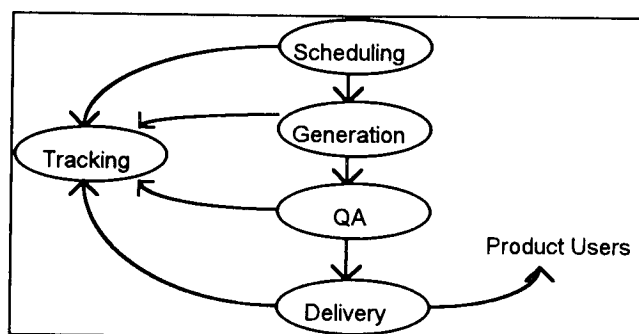 Scheduling
Generation
Tracking
QA
Product Users
Delivery